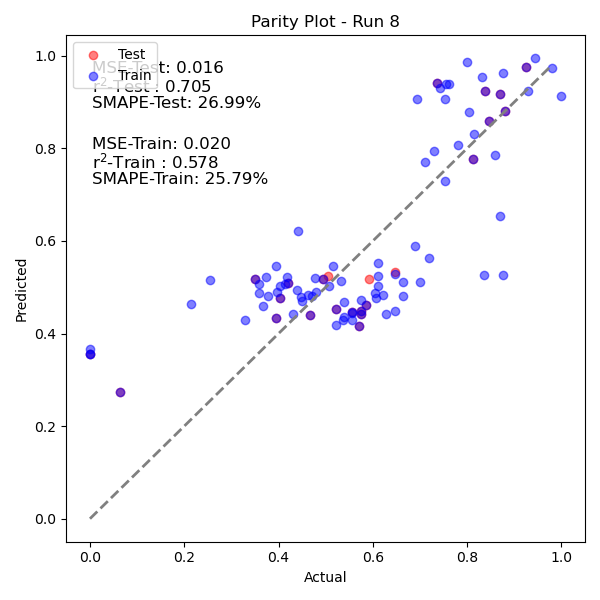 Parity Plot - Run 8
Test
Train
MSE-Test: 0.016
r²-Test : 0.705
SMAPE-Test: 26.99%
MSE-Train: 0.020
r²-Train : 0.578
SMAPE-Train: 25.79%
Predicted
1.0
0.8
0.6
0.4
0.2
0.0
0.0 0.2 0.4 0.6 0.8 1.0
Actual